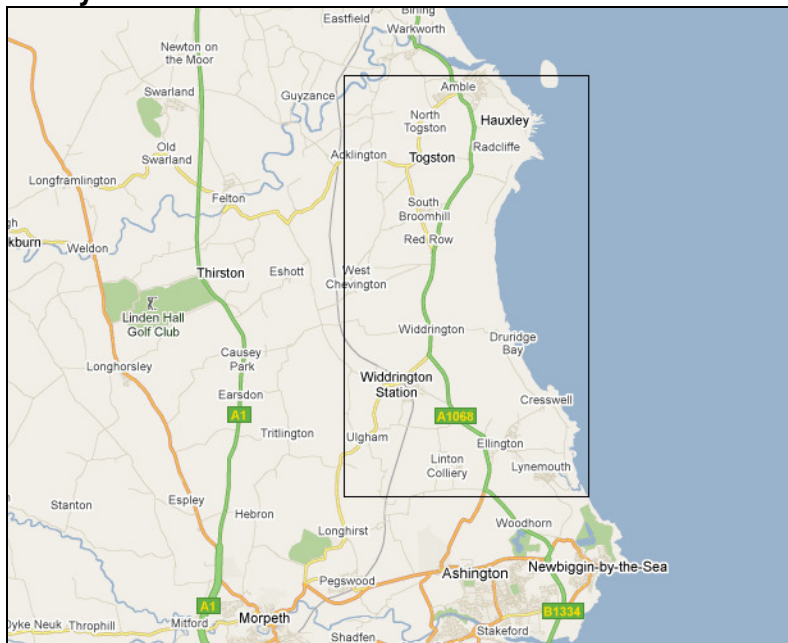 Eastfield
Birling
Warkworth
Newton on
the Moor
Swarland
Guyzance
Amble
North
Togston
Hauxley
Old
Swarland
Acklington
Togston
Radcliffe
Longframlington
Felton
South
Broomhill
Red Row
kburn
Weldon
Thirston
Eshott
West
Chevington
Linden Hall
Golf Club
Widdrington
Druridge
Bay
Longhorsley
Causey
Park
Widdrington
Station
Earsdon
Cresswell
A1
A1068
Tritlington
Ulgham
Ellington
Linton
Colliery
Lynemouth
Stanton
Espley
Hebron
Longhirst
Woodhorn
Pegswood
Ashington
Newbiggin-by-the-Sea
A1
B1334
Dyke Neuk
Throphill
Mitford
Morpeth
Shadfen
Stakeford